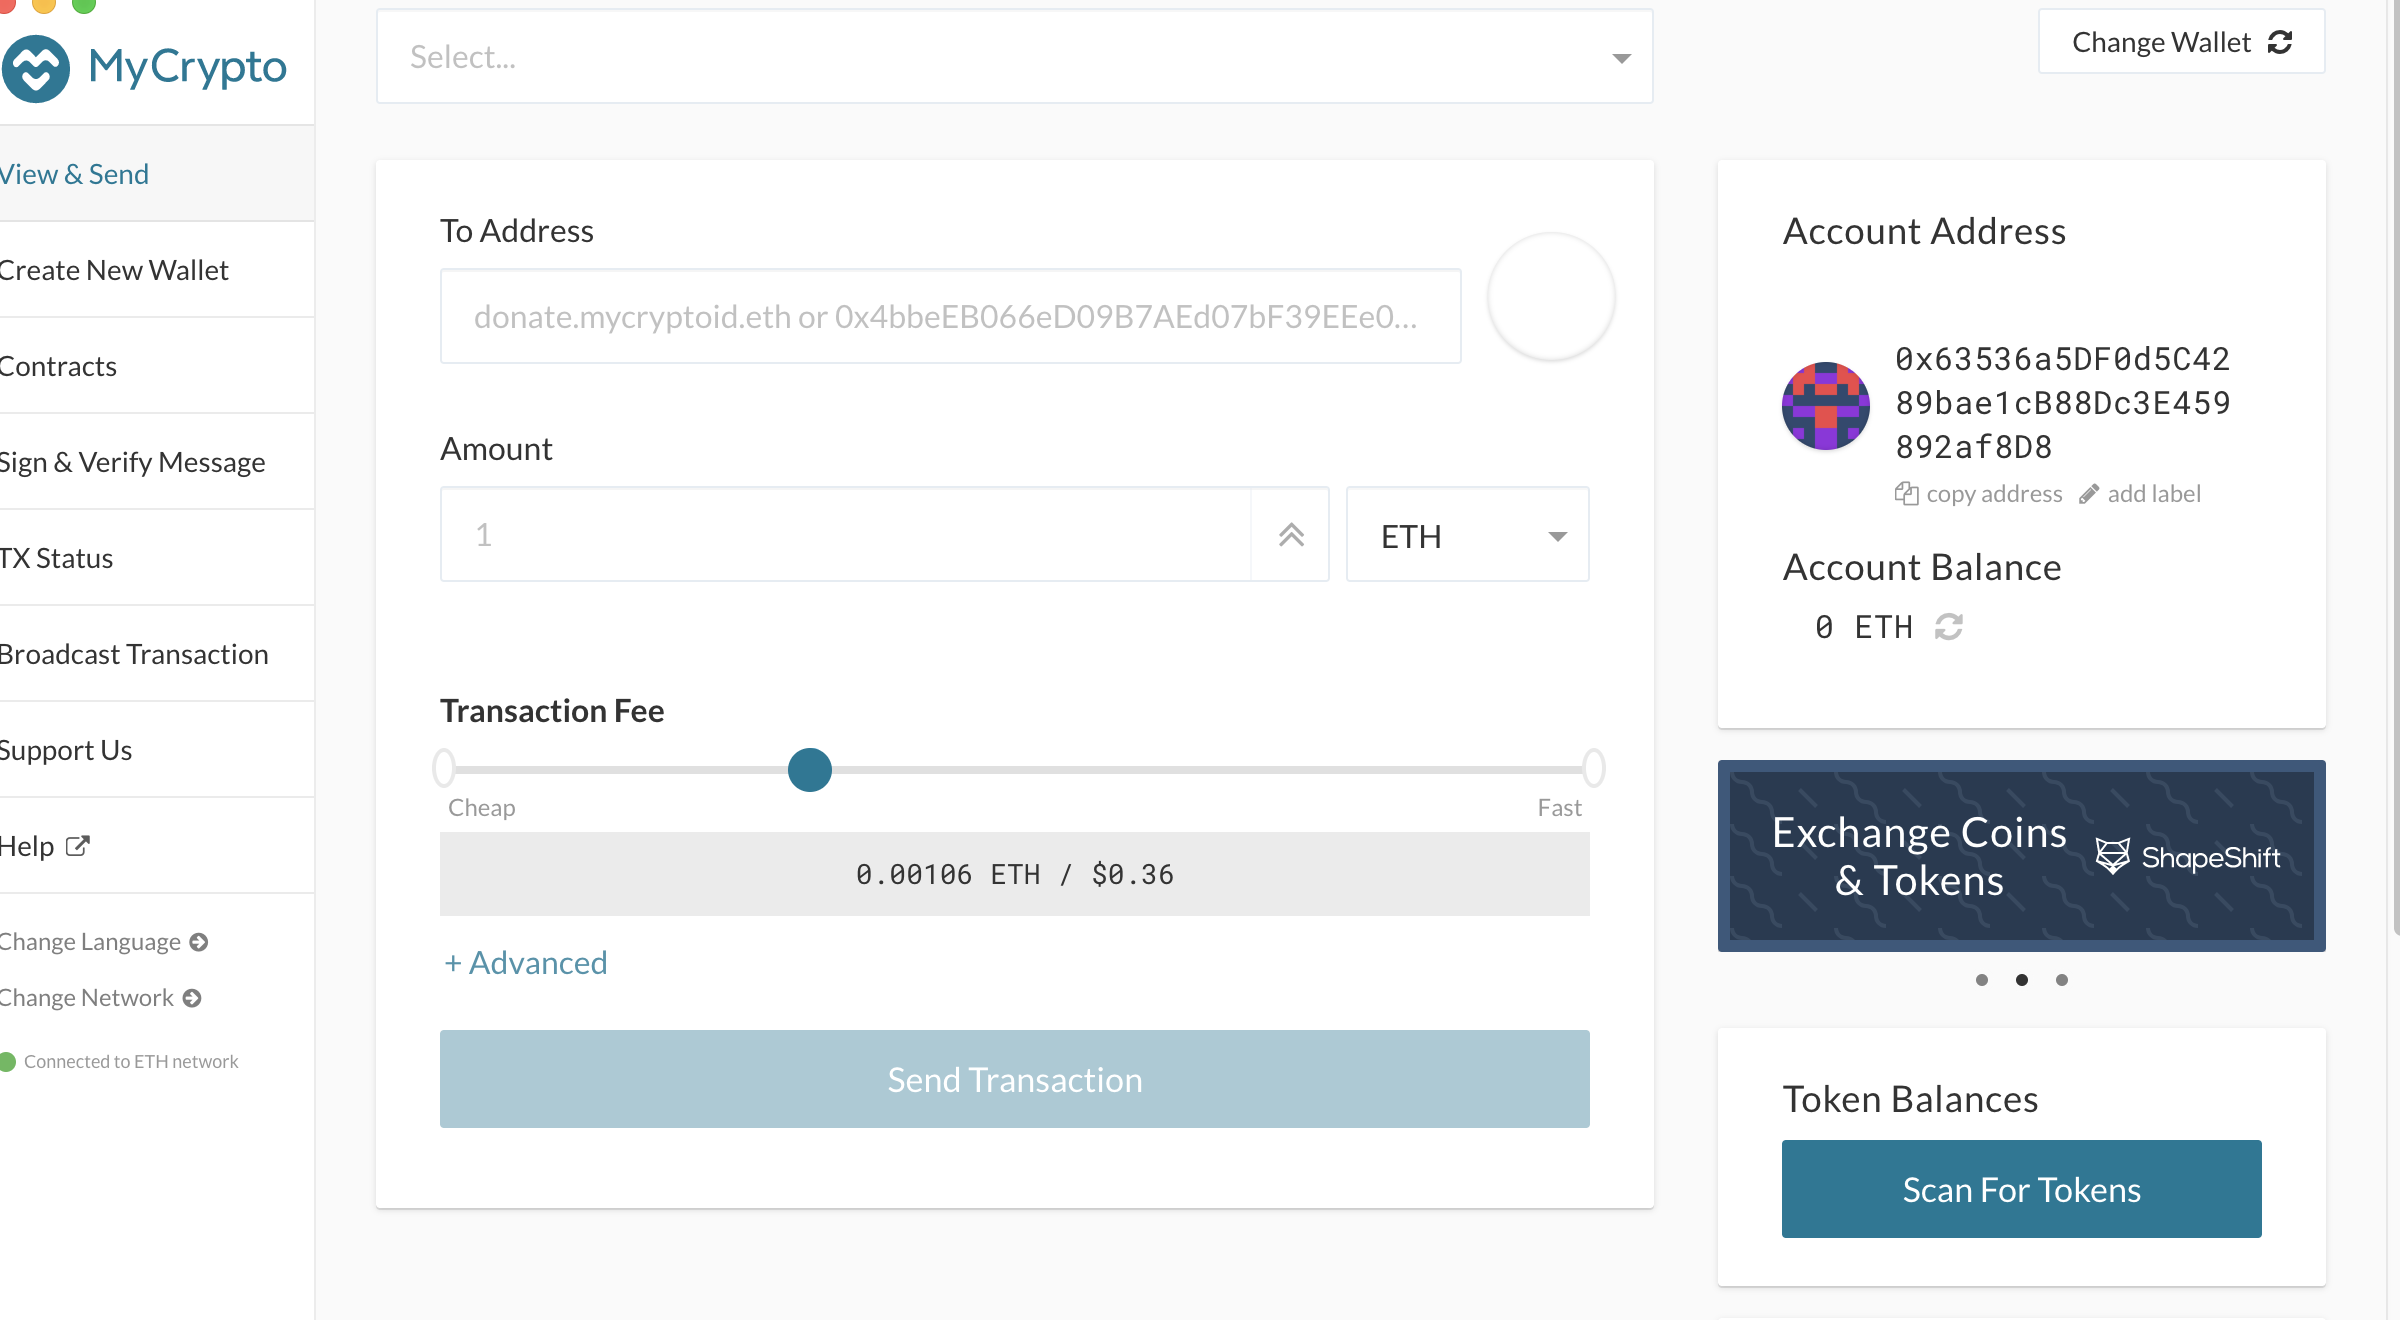 MyCrypto
View & Send
Create New Wallet
Contracts
Sign & Verify Message
TX Status
Broadcast Transaction
Support Us
Help
Change Language
Change Network
Connected to ETH network
Select...
Change Wallet
To Address
donate.mycryptoid.eth or 0x4bbeEB066eD09B7AEd07bF39EEe0...
Amount
1
ETH
Transaction Fee
Cheap
Fast
0.00106 ETH / $0.36
+ Advanced
Send Transaction
Account Address
0x63536a5DF0d5C42
89bae1cB88Dc3E459
892af8D8
copy address
add label
Account Balance
0 ETH
Exchange Coins
& Tokens
ShapeShift
Token Balances
Scan For Tokens